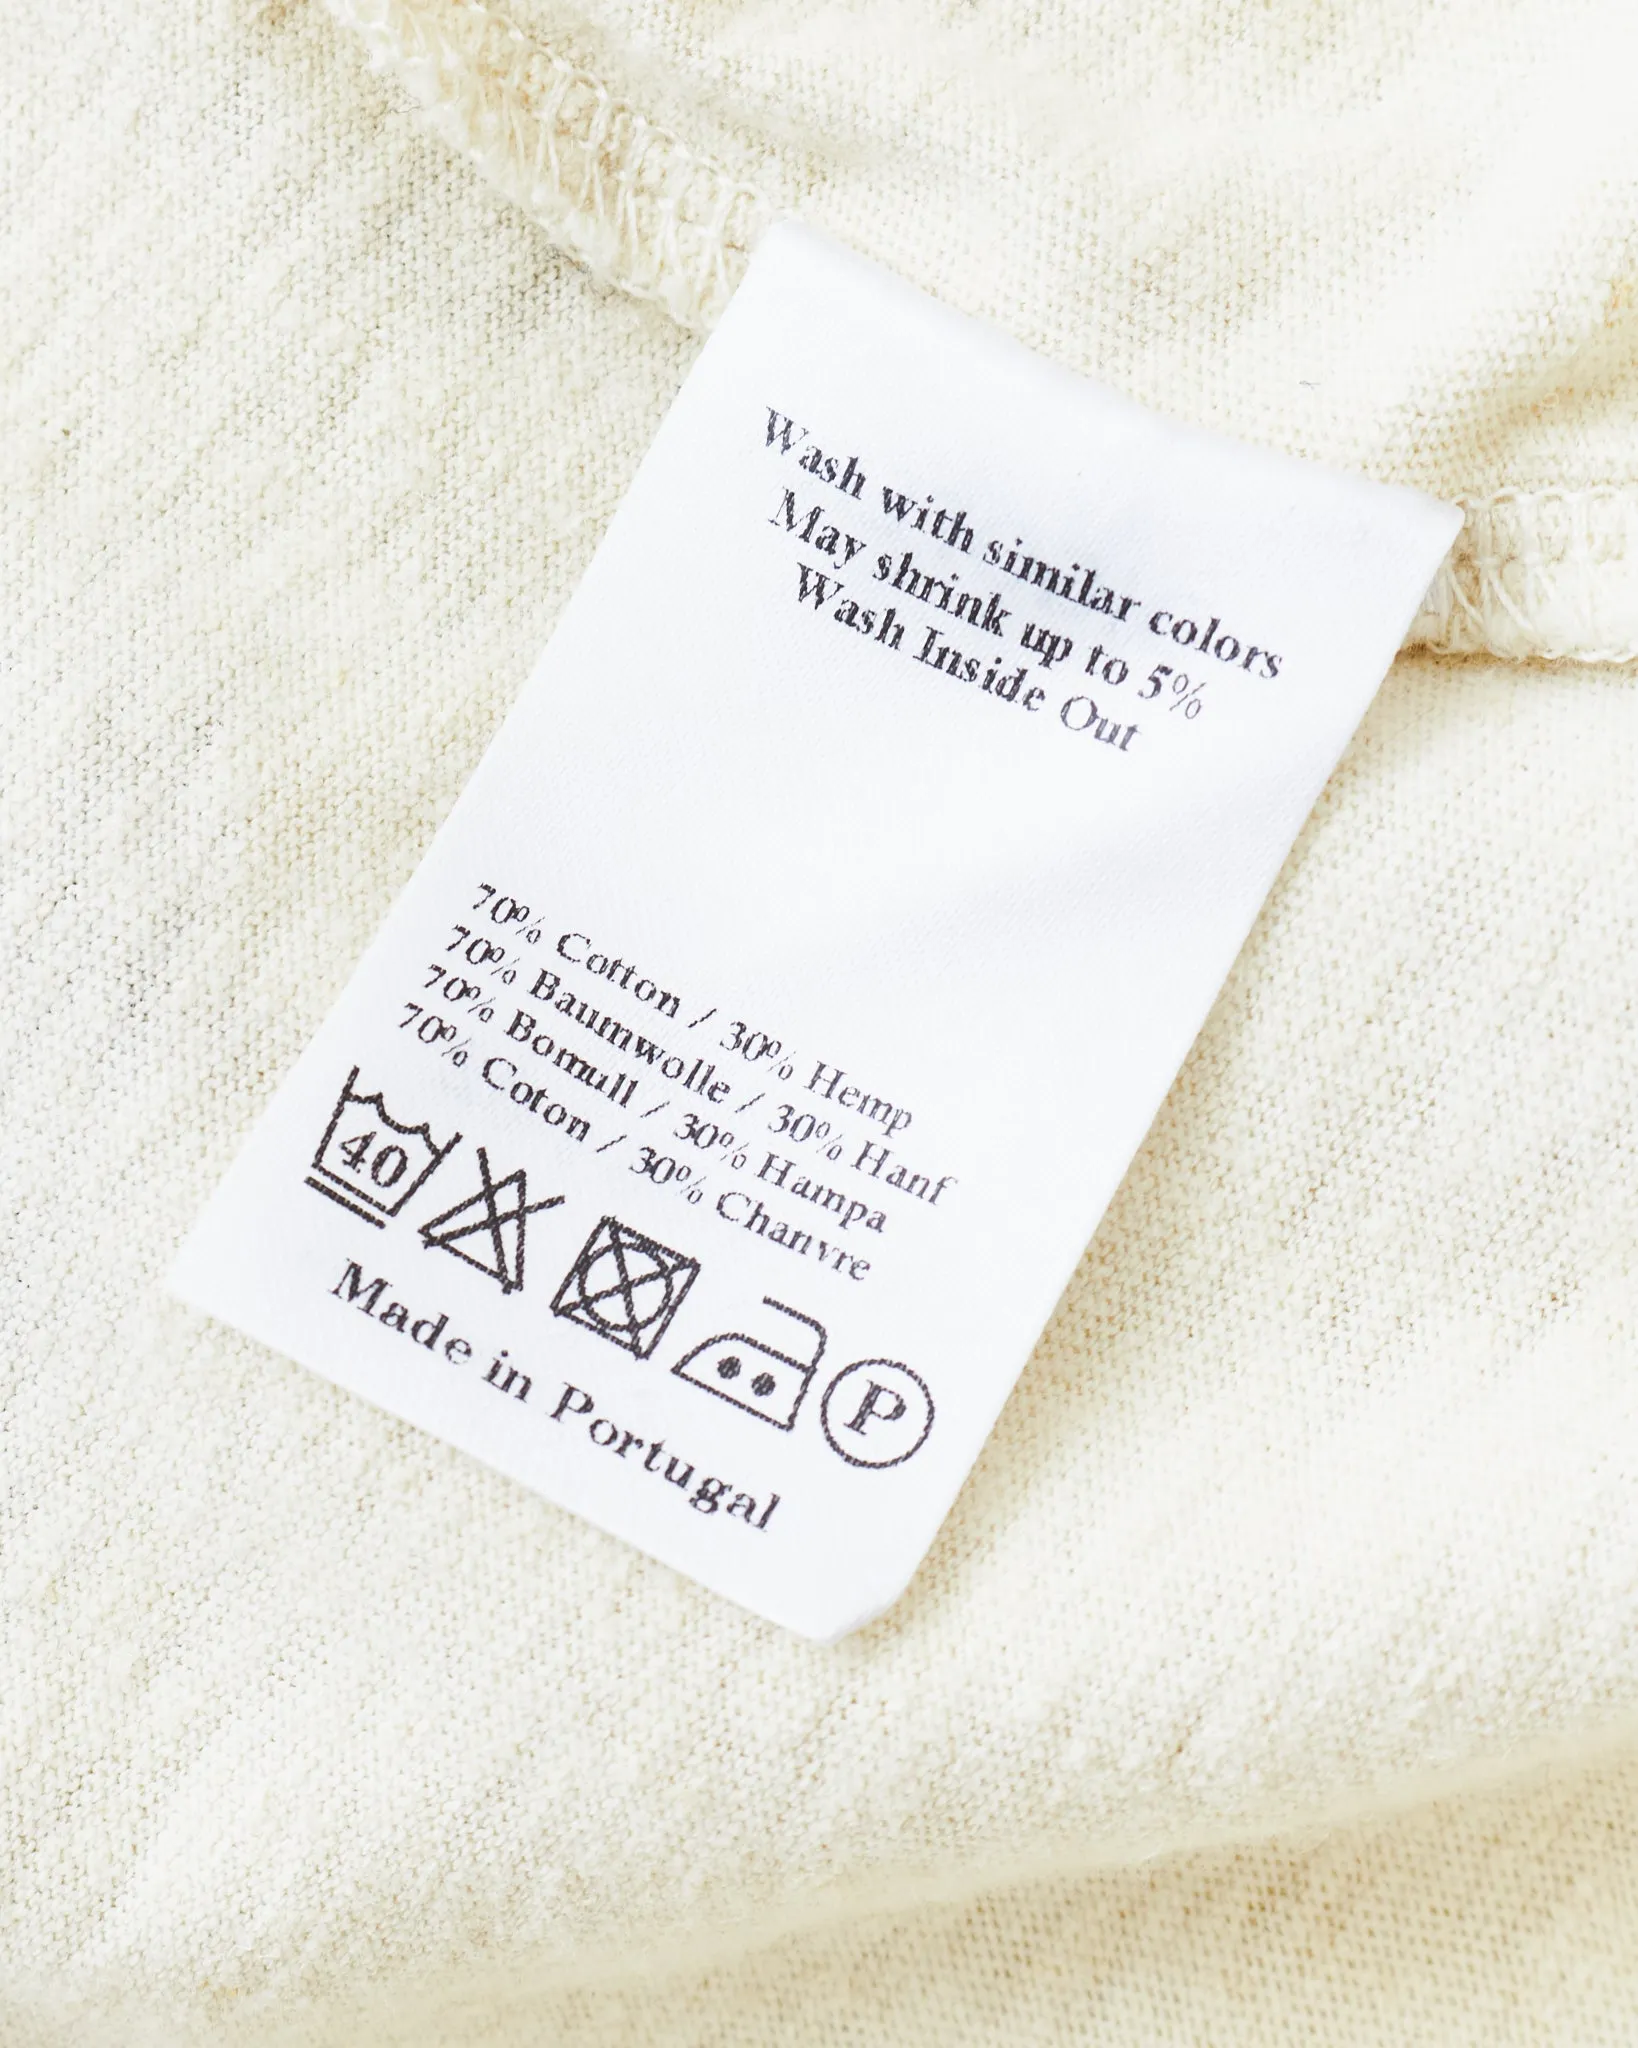 Wash with similar colors
May shrink up to 5%
Wash Inside Out
70% Cotton / 30% Hemp
70% Baumwolle / 30% Hanf
70% Bomull / 30% Hampa
70% Coton / 30% Chanvre
40 P
Made in Portugal